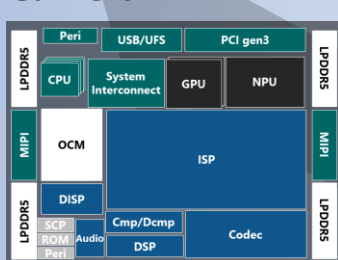 Peri
USB/UFS
PCI gen3
LPDDR5
LPDDR5
CPU
System
Interconnect
GPU
NPU
MIPI
OCM
ISP
MIPI
DISP
LPDDR5
LPDDR5
SCP
ROM
Peri
Audio
Cmp/Dcmp
DSP
Codec